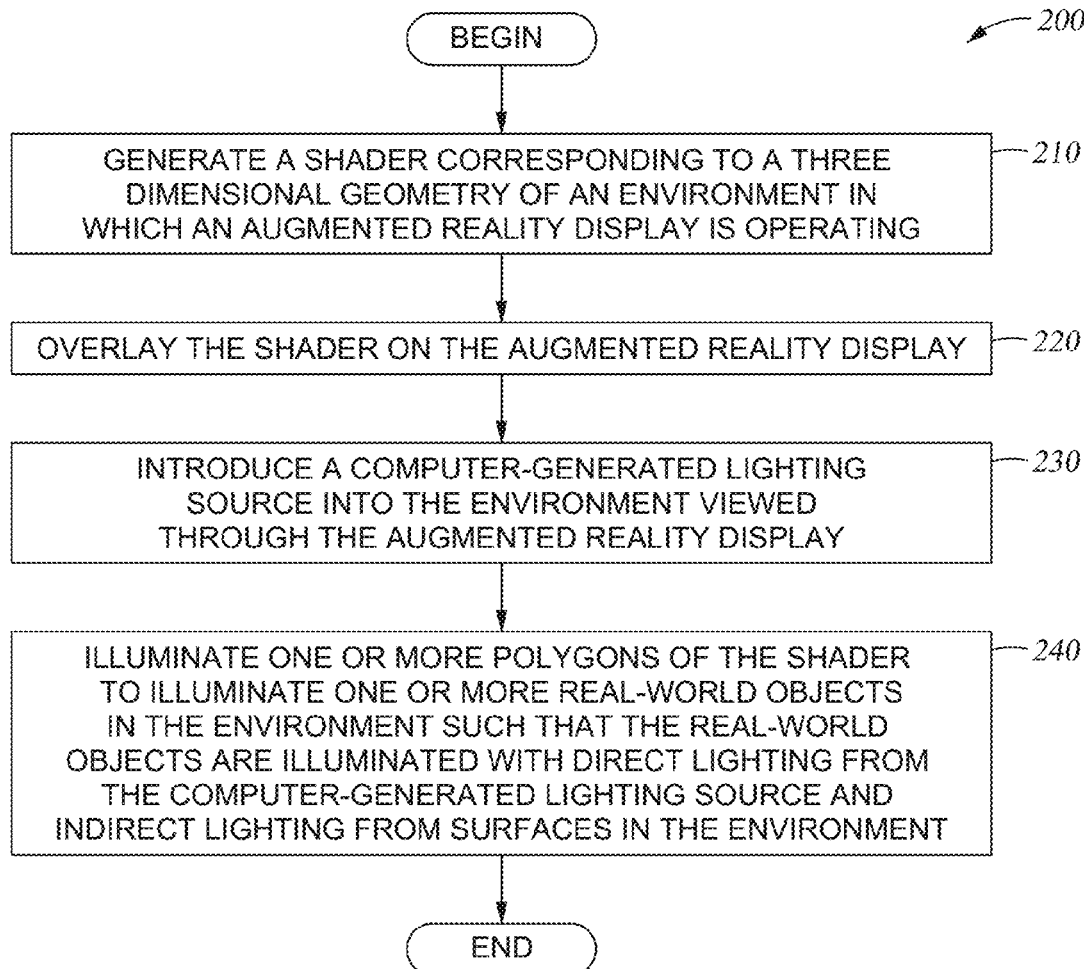 BEGIN
200
GENERATE A SHADER CORRESPONDING TO A THREE
DIMENSIONAL GEOMETRY OF AN ENVIRONMENT IN
WHICH AN AUGMENTED REALITY DISPLAY IS OPERATING
210
OVERLAY THE SHADER ON THE AUGMENTED REALITY DISPLAY
220
INTRODUCE A COMPUTER-GENERATED LIGHTING
SOURCE INTO THE ENVIRONMENT VIEWED
THROUGH THE AUGMENTED REALITY DISPLAY
230
ILLUMINATE ONE OR MORE POLYGONS OF THE SHADER
TO ILLUMINATE ONE OR MORE REAL-WORLD OBJECTS
IN THE ENVIRONMENT SUCH THAT THE REAL-WORLD
OBJECTS ARE ILLUMINATED WITH DIRECT LIGHTING FROM
THE COMPUTER-GENERATED LIGHTING SOURCE AND
INDIRECT LIGHTING FROM SURFACES IN THE ENVIRONMENT
240
END